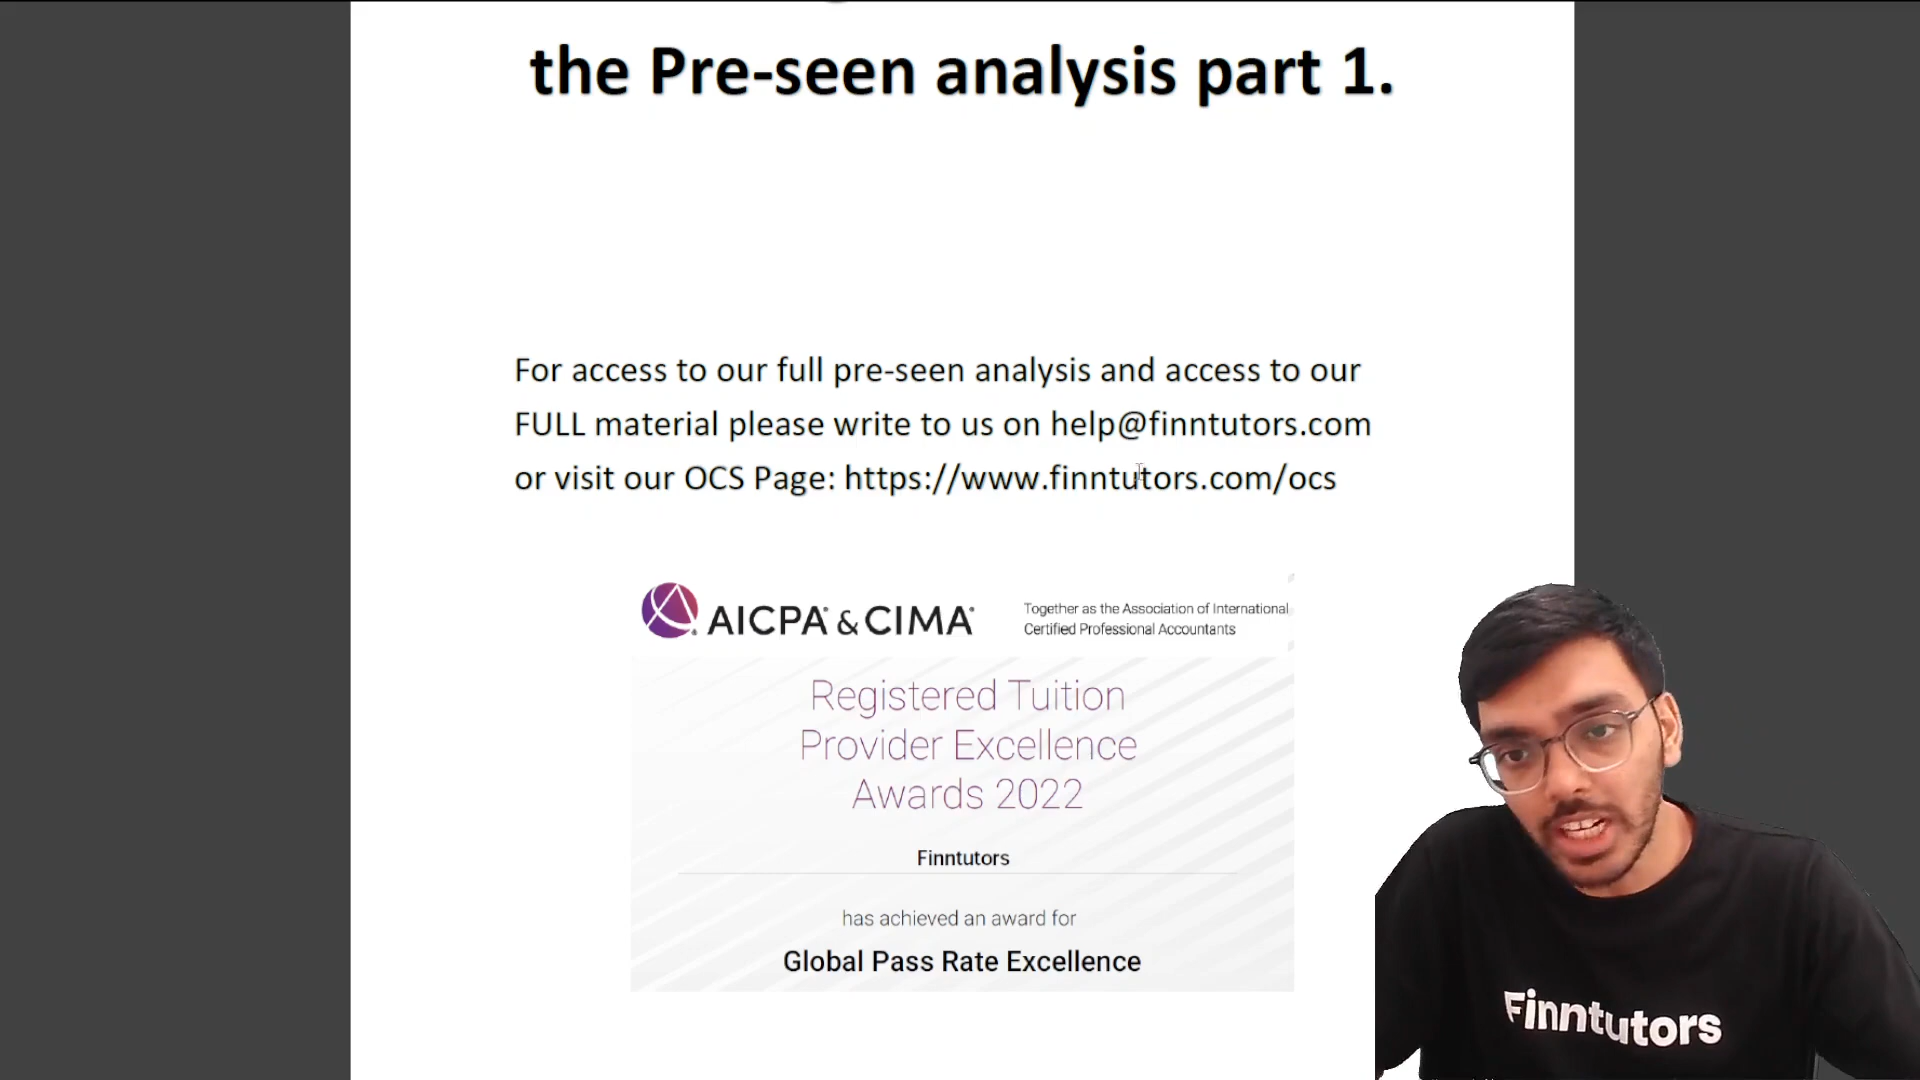 the Pre-seen analysis part 1.
For access to our full pre-seen analysis and access to our
FULL material please write to us on help@finntutors.com
or visit our OCS Page: https://www.finntutors.com/ocs
AICPA® & CIMA®
Together as the Association of International
Certified Professional Accountants
Registered Tuition
Provider Excellence
Awards 2022
Finntutors
has achieved an award for
Global Pass Rate Excellence
Finntutors